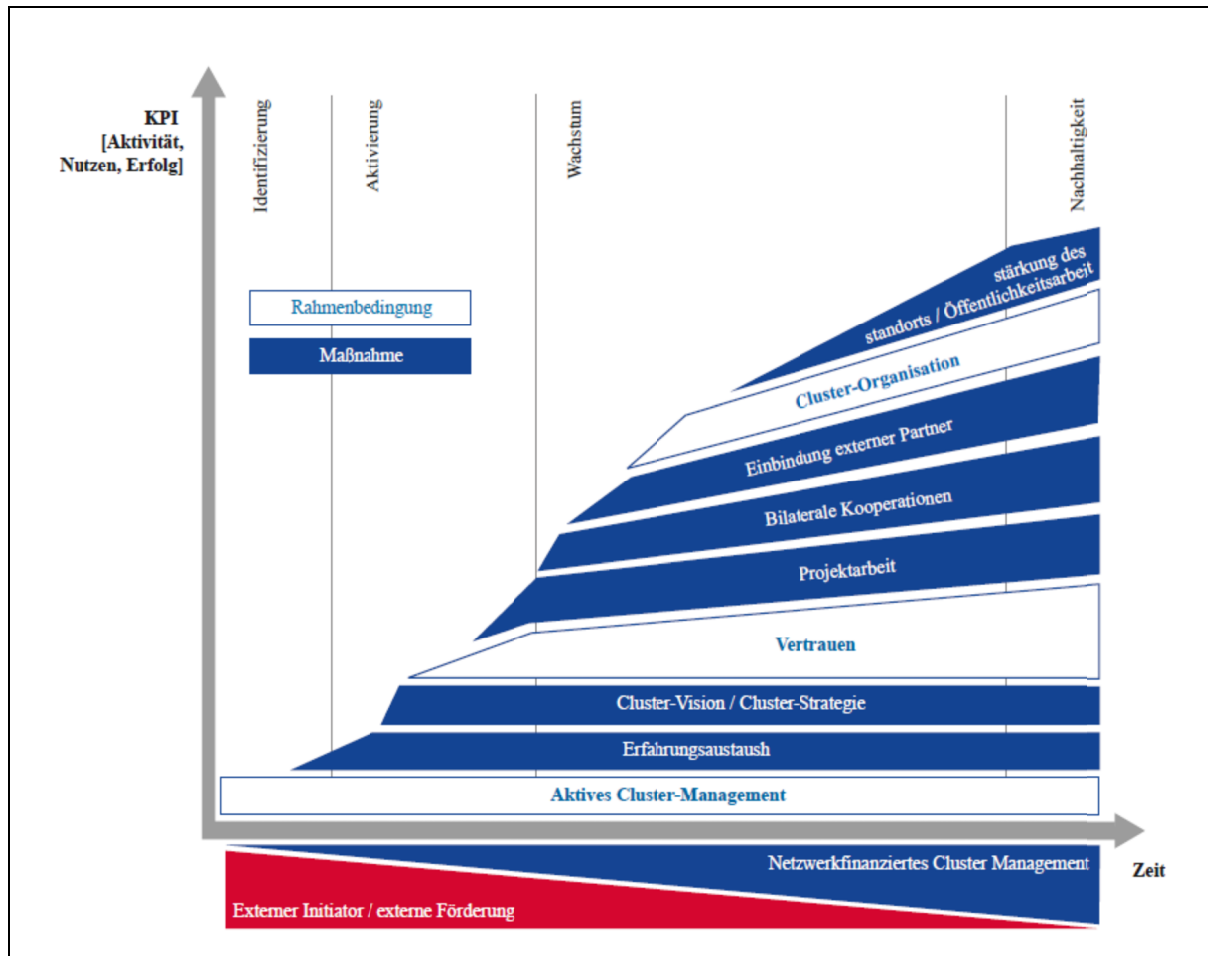 KPI
[Aktivität,
Nutzen, Erfolg]
Identifizierung
Aktivierung
Wachstum
Nachhaltigkeit
Rahmenbedingung
Maßnahme
stärkung des
standorts / Öffentlichkeitsarbeit
Cluster-Organisation
Einbindung externer Partner
Bilaterale Kooperationen
Projektarbeit
Vertrauen
Cluster-Vision / Cluster-Strategie
Erfahrungsaustaush
Aktives Cluster-Management
Netzwerkfinanziertes Cluster Management
Zeit
Externer Initiator / externe Förderung